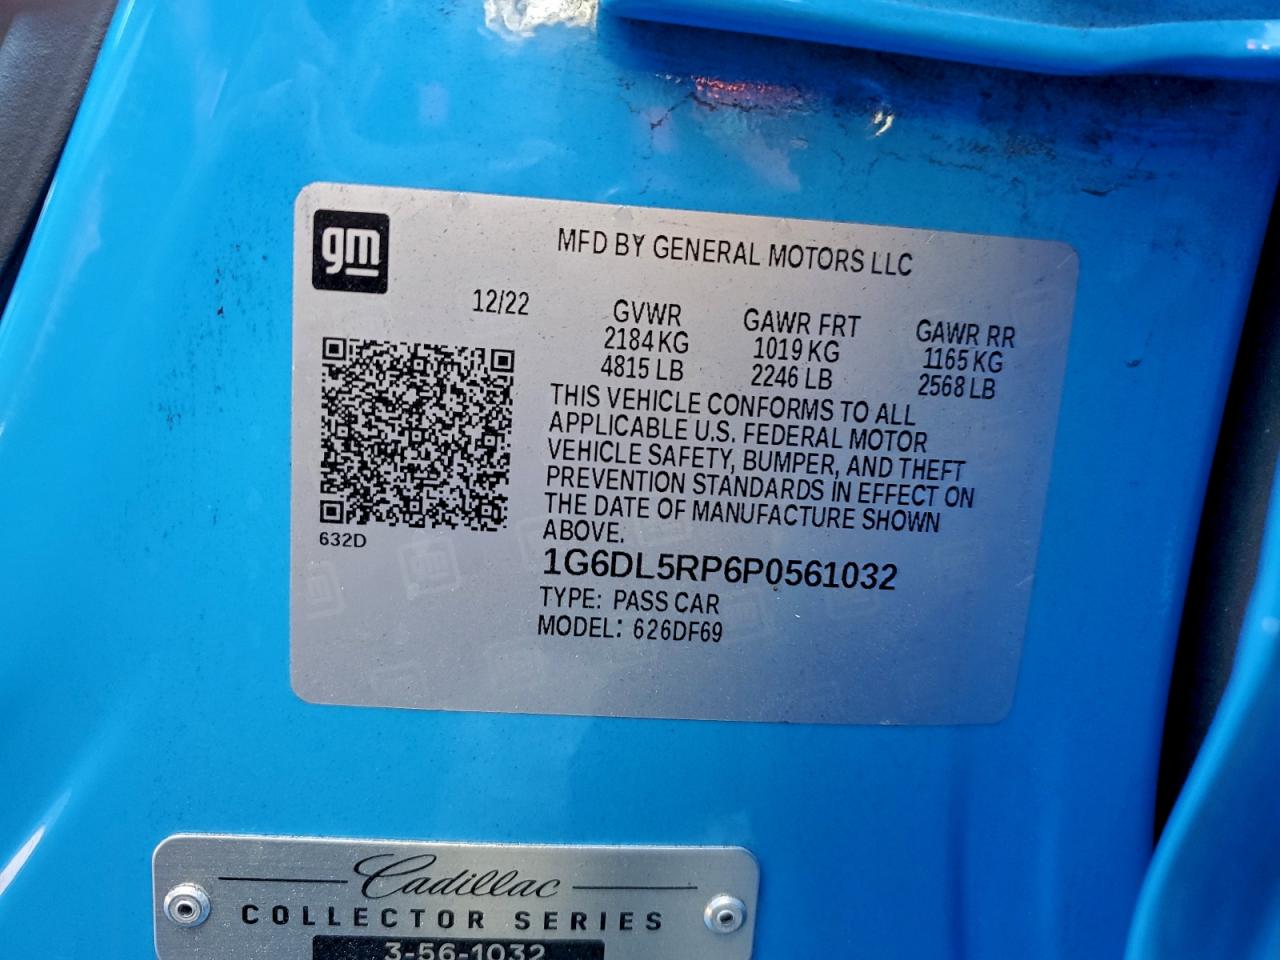 gm
MFD BY GENERAL MOTORS LLC
12/22 GVWR GAWR FRT GAWR RR
2184 KG 1019 KG 1165 KG
4815 LB 2246 LB 2568 LB
THIS VEHICLE CONFORMS TO ALL
APPLICABLE U.S. FEDERAL MOTOR
VEHICLE SAFETY, BUMPER, AND THEFT
PREVENTION STANDARDS IN EFFECT ON
THE DATE OF MANUFACTURE SHOWN
ABOVE.
632D
1G6DL5RP6P0561032
TYPE: PASS CAR
MODEL: 626DF69
Cadillac
COLLECTOR SERIES
3-56-1032